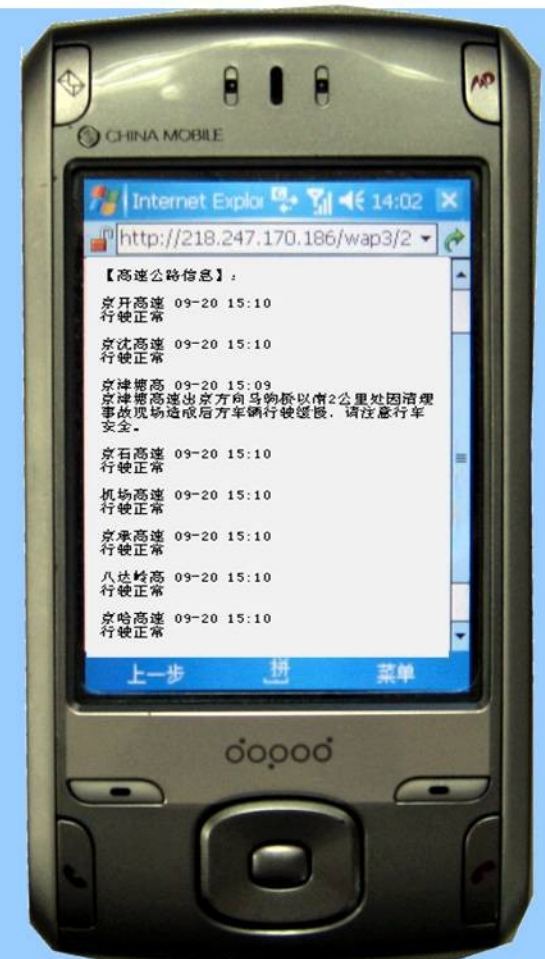 CHINA MOBILE
Internet Explor 14:02
http://218.247.170.186/wap3/2
【高速公路信息】:
京开高速 09-20 15:10
行驶正常
京沈高速 09-20 15:10
行驶正常
京津塘高 09-20 15:09
京津塘高速出京方向马驹桥以南2公里处因清理
事故现场造成后方车辆行驶缓慢，请注意行车
安全。
京石高速 09-20 15:10
行驶正常
机场高速 09-20 15:10
行驶正常
京承高速 09-20 15:10
行驶正常
八达岭高 09-20 15:10
行驶正常
京哈高速 09-20 15:10
行驶正常
上一步 拼 菜单
dopod